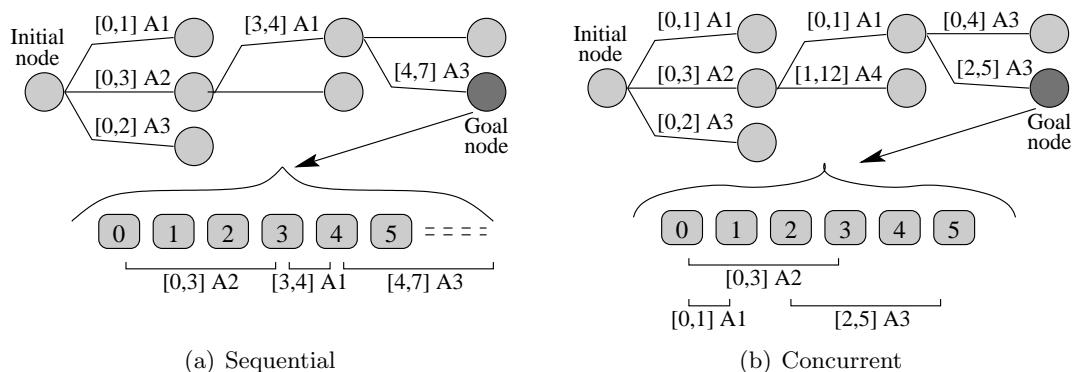 Initial
node
[0,1] A1
[3,4] A1
[0,3] A2
[4,7] A3
[0,2] A3
Goal
node
0 1 2 3 4 5
[0,3] A2 [3,4] A1 [4,7] A3
(a) Sequential
Initial
node
[0,1] A1
[0,1] A1
[0,4] A3
[0,3] A2
[1,12] A4
[2,5] A3
[0,2] A3
Goal
node
0 1 2 3 4 5
[0,3] A2
[0,1] A1 [2,5] A3
(b) Concurrent